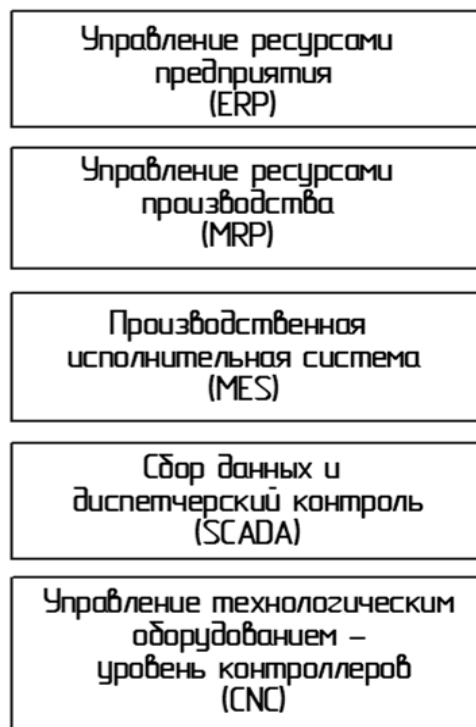 Управление ресурсами
предприятия
(ERP)
Управление ресурсами
производства
(MRP)
Производственная
исполнительная система
(MES)
Сбор данных и
диспетчерский контроль
(SCADA)
Управление технологическим
оборудованием –
уровень контроллеров
(CNC)